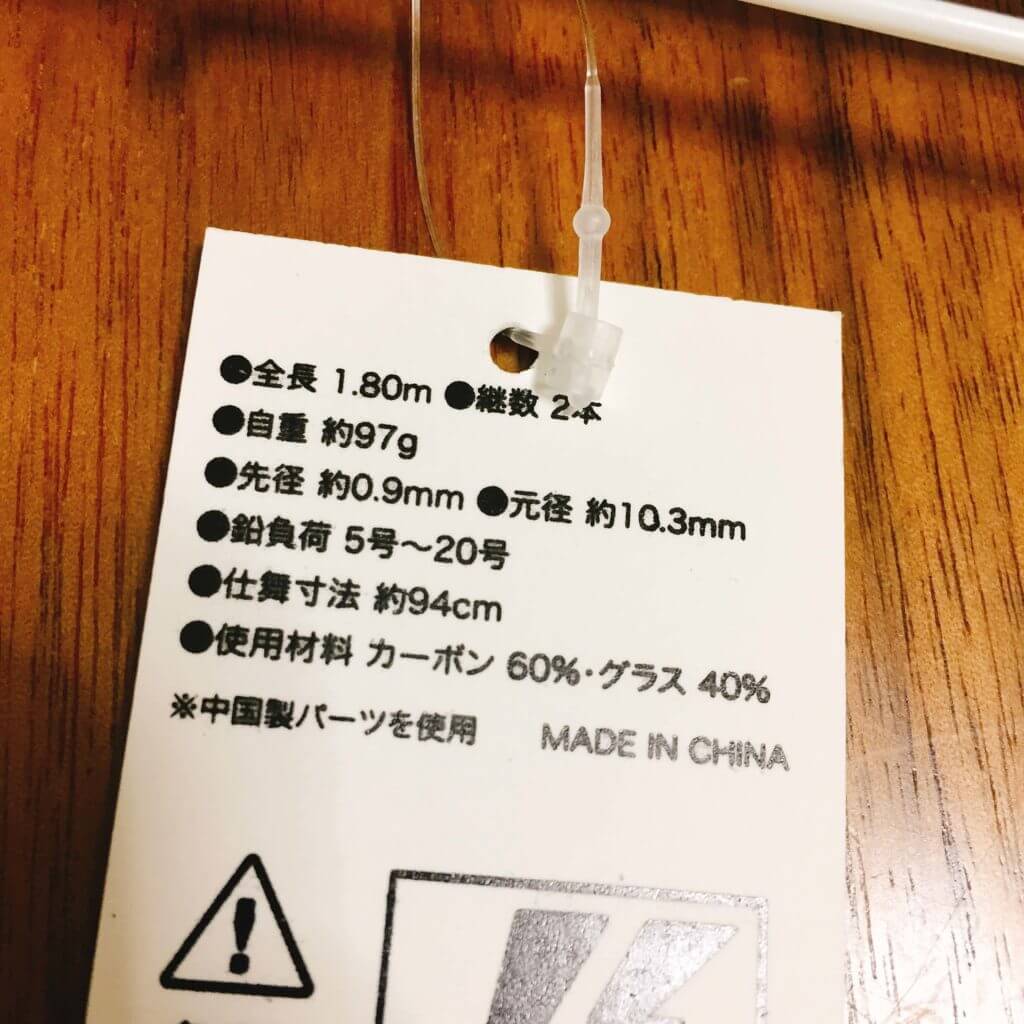 ●全長 1.80m ●継数 2本
●自重 約97g
●先径 約0.9mm ●元径 約10.3mm
●鉛負荷 5号～20号
●仕舞寸法 約94cm
●使用材料 カーボン 60%・グラス 40%
※中国製パーツを使用 MADE IN CHINA